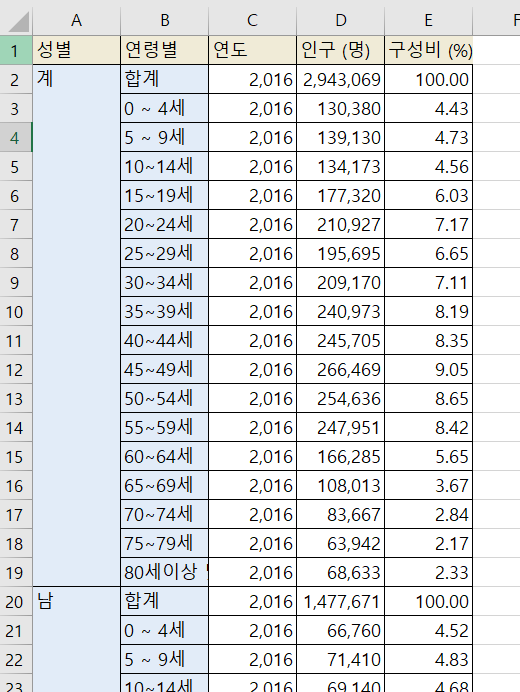 A B C D E F
1 성별 연령별 연도 인구 (명) 구성비 (%)
2 계 합계 2,016 2,943,069 100.00
3 0 ~ 4세 2,016 130,380 4.43
4 5 ~ 9세 2,016 139,130 4.73
5 10~14세 2,016 134,173 4.56
6 15~19세 2,016 177,320 6.03
7 20~24세 2,016 210,927 7.17
8 25~29세 2,016 195,695 6.65
9 30~34세 2,016 209,170 7.11
10 35~39세 2,016 240,973 8.19
11 40~44세 2,016 245,705 8.35
12 45~49세 2,016 266,469 9.05
13 50~54세 2,016 254,636 8.65
14 55~59세 2,016 247,951 8.42
15 60~64세 2,016 166,285 5.65
16 65~69세 2,016 108,013 3.67
17 70~74세 2,016 83,667 2.84
18 75~79세 2,016 63,942 2.17
19 80세이상 2,016 68,633 2.33
20 남 합계 2,016 1,477,671 100.00
21 0 ~ 4세 2,016 66,760 4.52
22 5 ~ 9세 2,016 71,410 4.83
23 10~14세 2,016 69,140 4.68